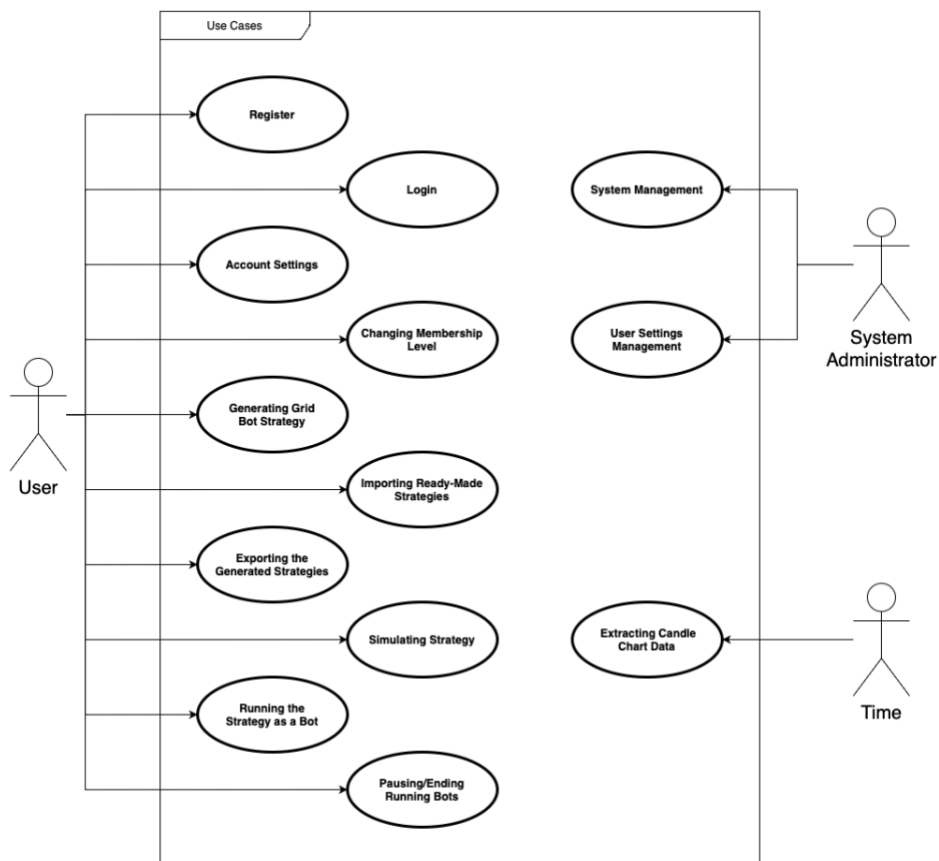 Use Cases
Register
Login
System Management
Account Settings
Changing Membership
Level
User Settings
Management
System
Administrator
Generating Grid
Bot Strategy
User
Importing Ready-Made
Strategies
Exporting the
Generated Strategies
Simulating Strategy
Extracting Candle
Chart Data
Time
Running the
Strategy as a Bot
Pausing/Ending
Running Bots